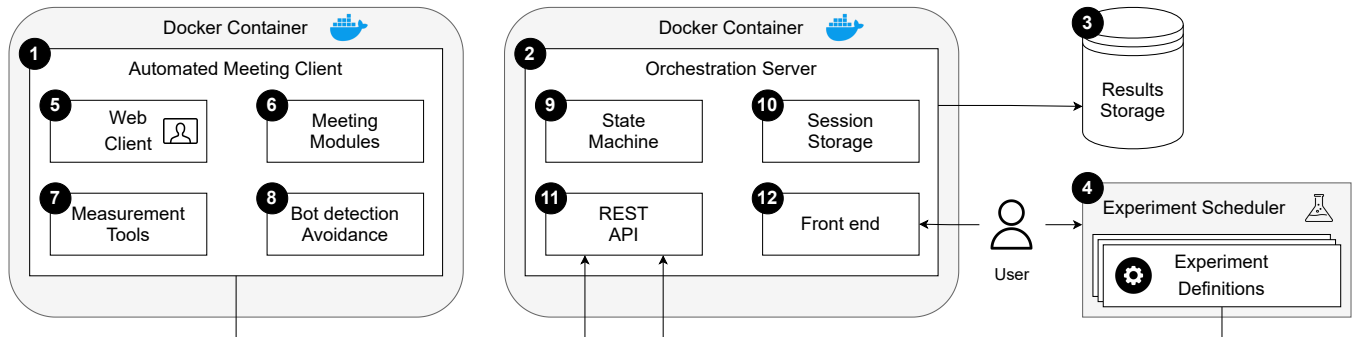 Docker Container
1
Automated Meeting Client
5
Web
Client
6
Meeting
Modules
7
Measurement
Tools
8
Bot detection
Avoidance
Docker Container
2
Orchestration Server
9
State
Machine
10
Session
Storage
11
REST
API
12
Front end
3
Results
Storage
User
4
Experiment Scheduler
Experiment
Definitions